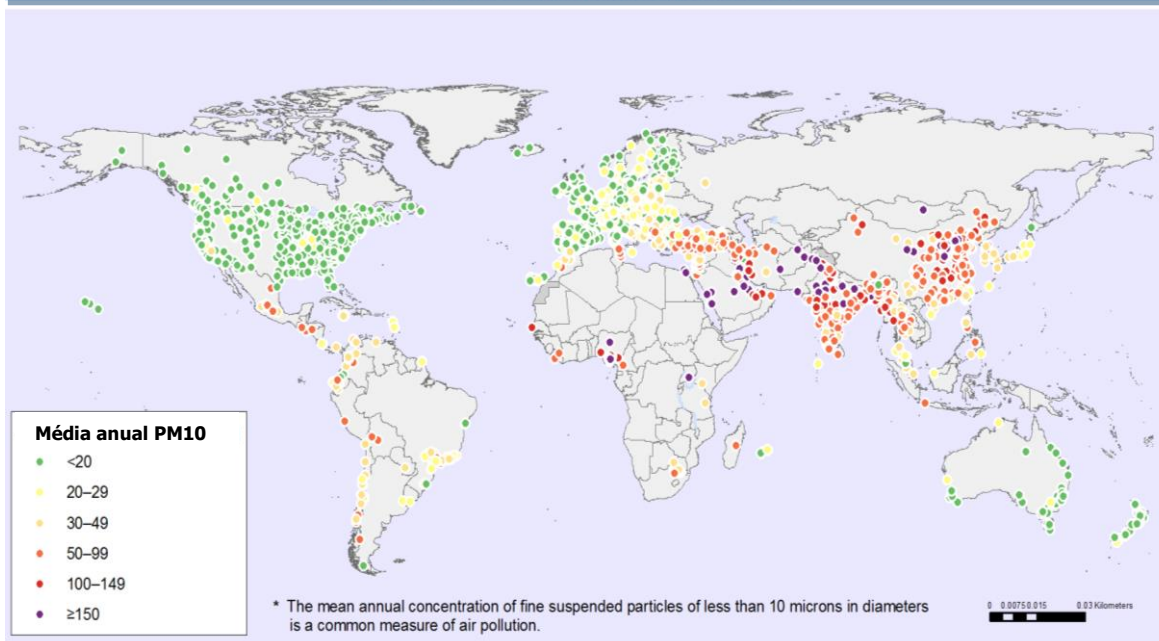 Média anual PM10
<20
20–29
30–49
50–99
100–149
≥150
* The mean annual concentration of fine suspended particles of less than 10 microns in diameters
is a common measure of air pollution.
0 0.0075 0.015 0.03 Kilometers